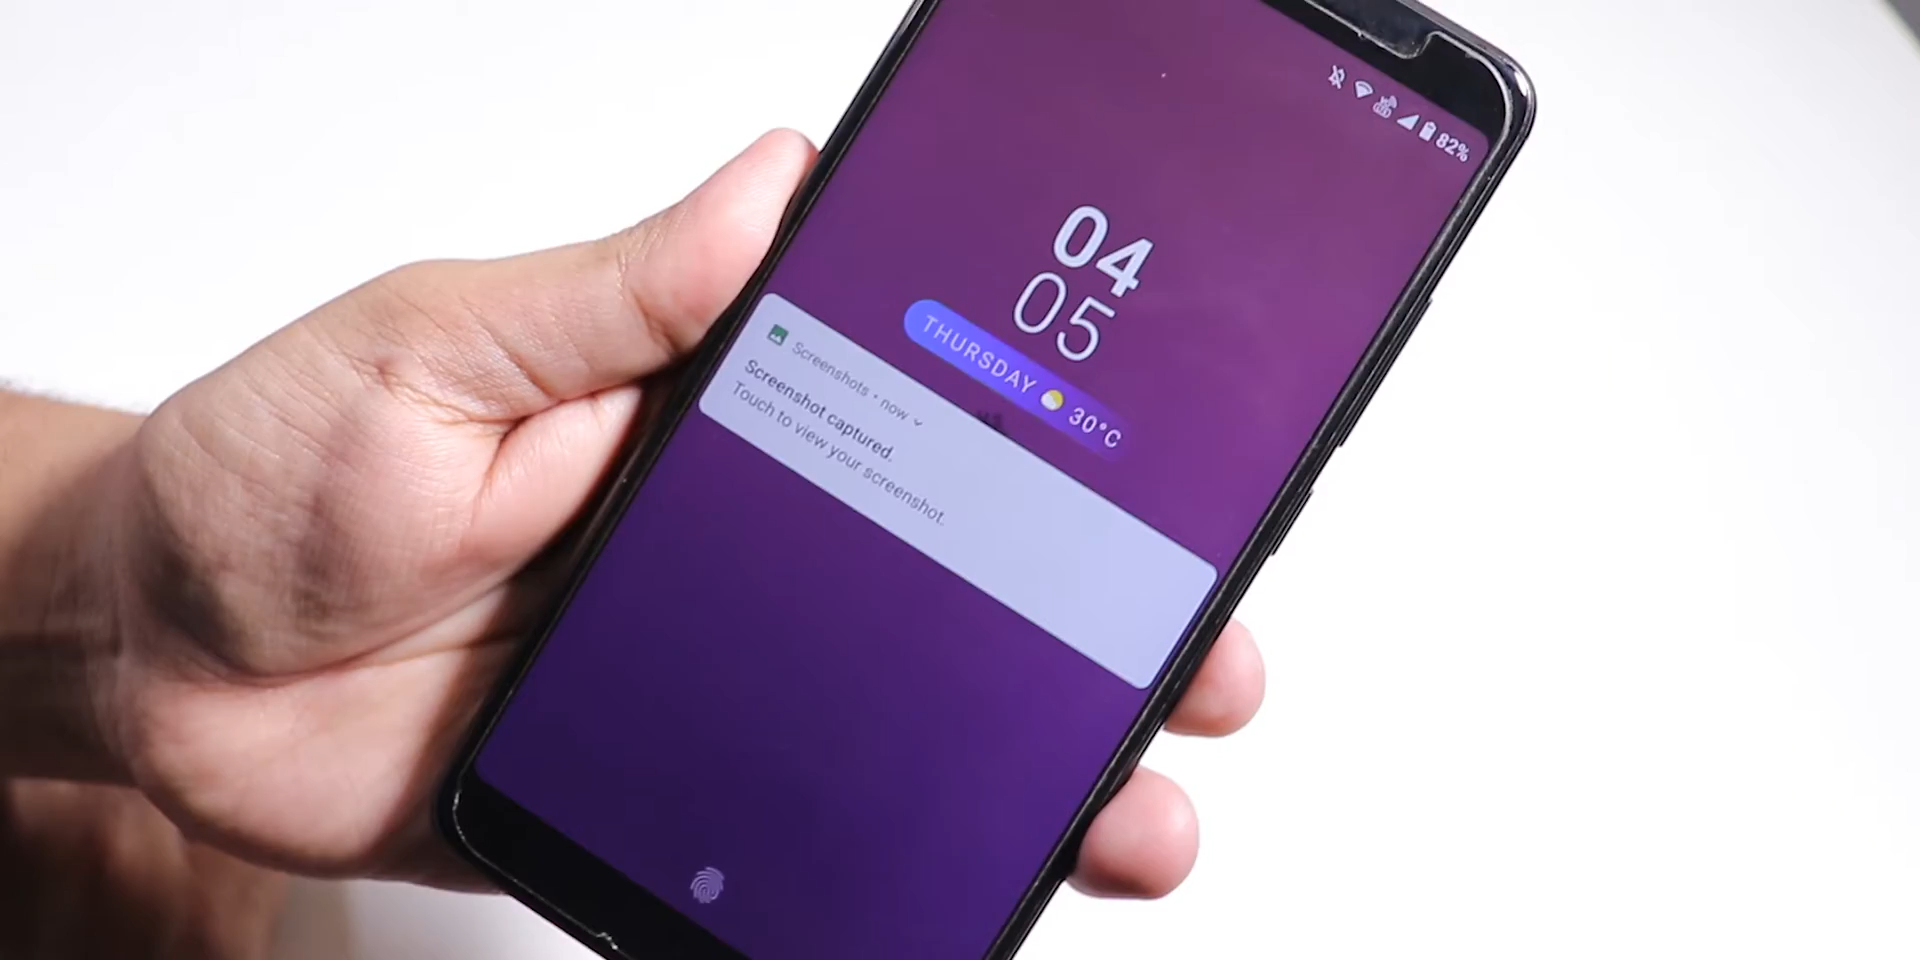 82%
04
05
THURSDAY 30°C
Screenshots • now
Screenshot captured.
Touch to view your screenshot.